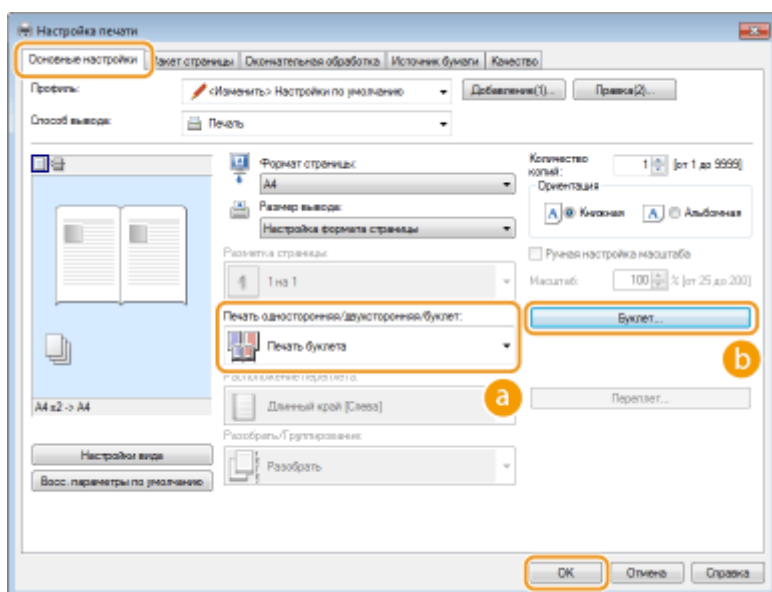 Настройка печати
Основные настройки Макет страницы Окончательная обработка Источник бумаги Качество
Профиль: <Изменить> Настройки по умолчанию Добавление(1)... Правка(2)...
Способ вывода: Печать
Формат страницы:
A4
Размер вывода:
Настройка формата страницы
Разметка страницы:
1 на 1
Печать односторонняя/двухсторонняя/буклет:
Печать буклета
a
Расположение переплета:
Длинный край [Слева]
Разобрать/Группирование:
Разобрать
Количество копий: 1 [от 1 до 9999]
Ориентация
A Книжная A Альбомная
Ручная настройка масштаба
Масштаб: 100 % [от 25 до 200]
Буклет...
b
Переплет...
A4 x2 -> A4
Настройки вида
Восс. параметры по умолчанию
OK Отмена Справка